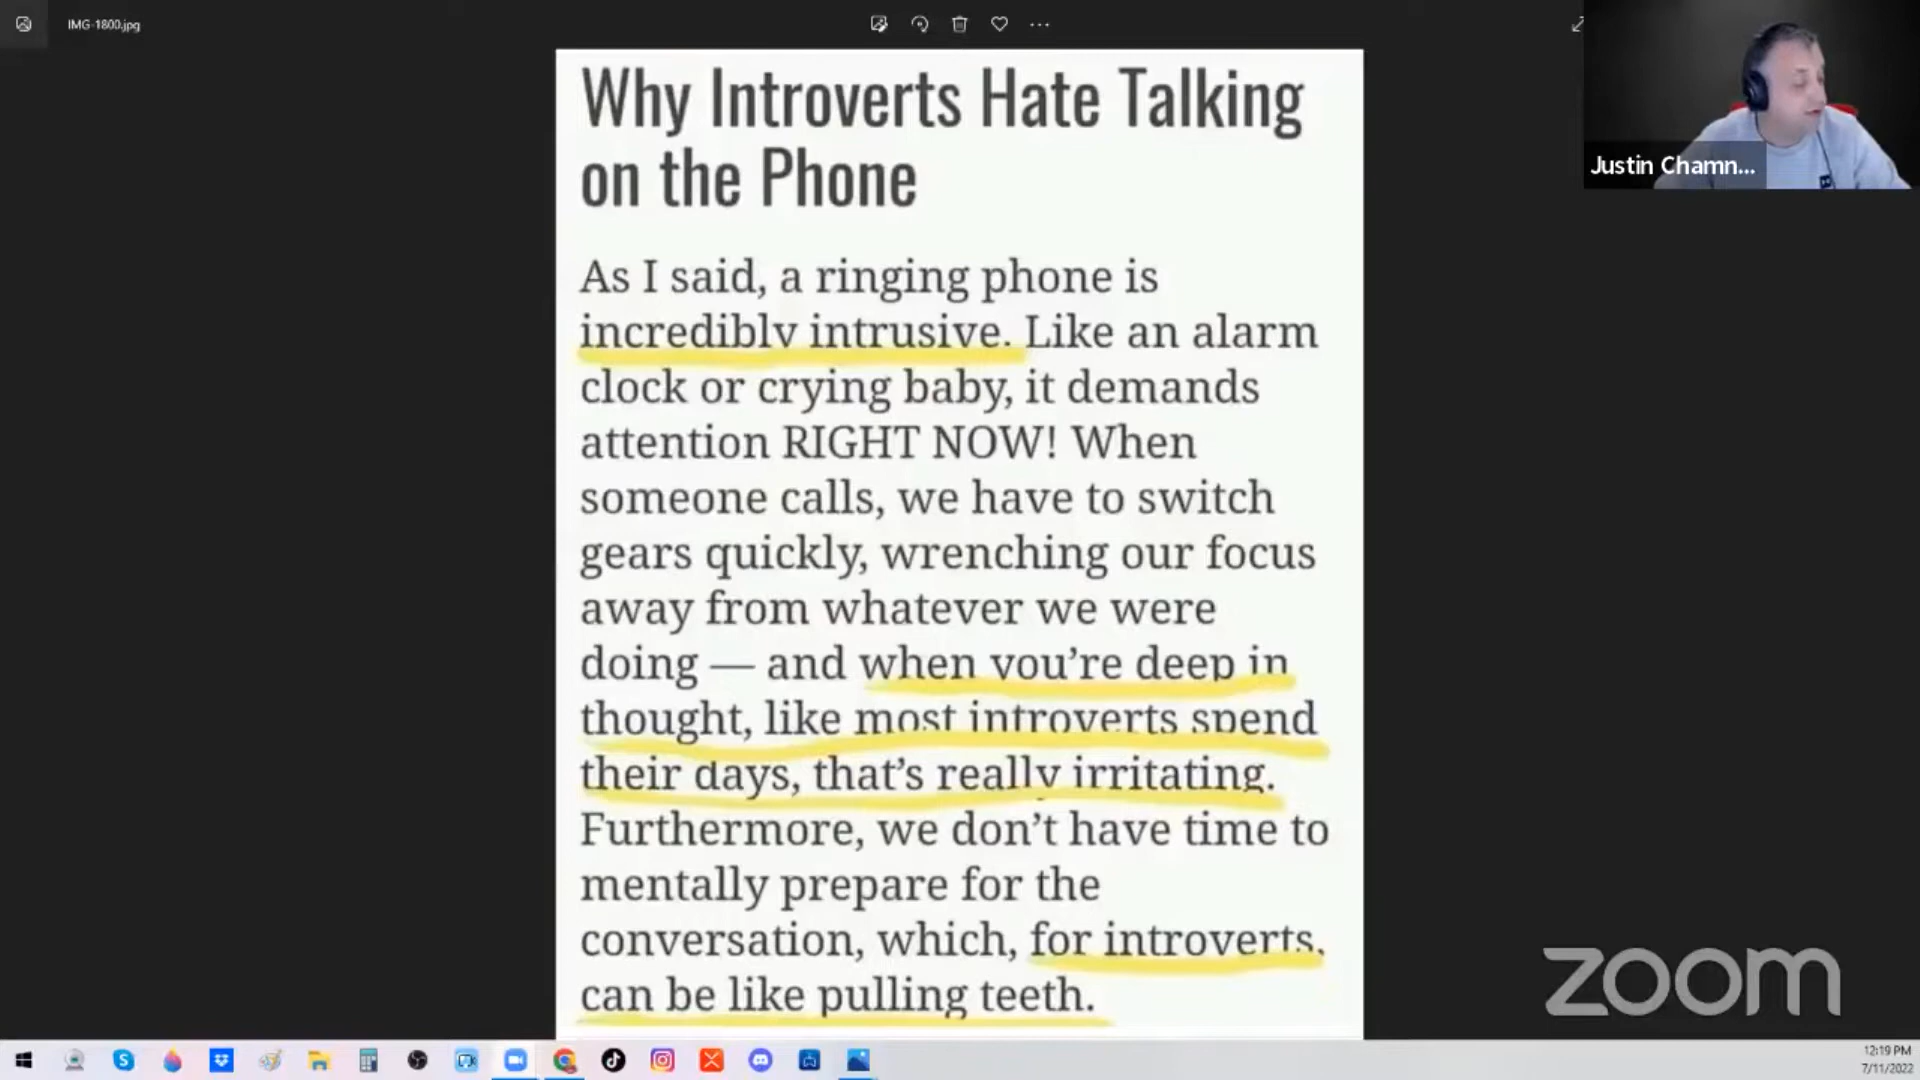 IMG-1800.jpg
Why Introverts Hate Talking
on the Phone
As I said, a ringing phone is
incredibly intrusive. Like an alarm
clock or crying baby, it demands
attention RIGHT NOW! When
someone calls, we have to switch
gears quickly, wrenching our focus
away from whatever we were
doing — and when you’re deep in
thought, like most introverts spend
their days, that’s really irritating.
Furthermore, we don’t have time to
mentally prepare for the
conversation, which, for introverts,
can be like pulling teeth.
Justin Chamn...
zoom
12:19 PM
7/11/2022